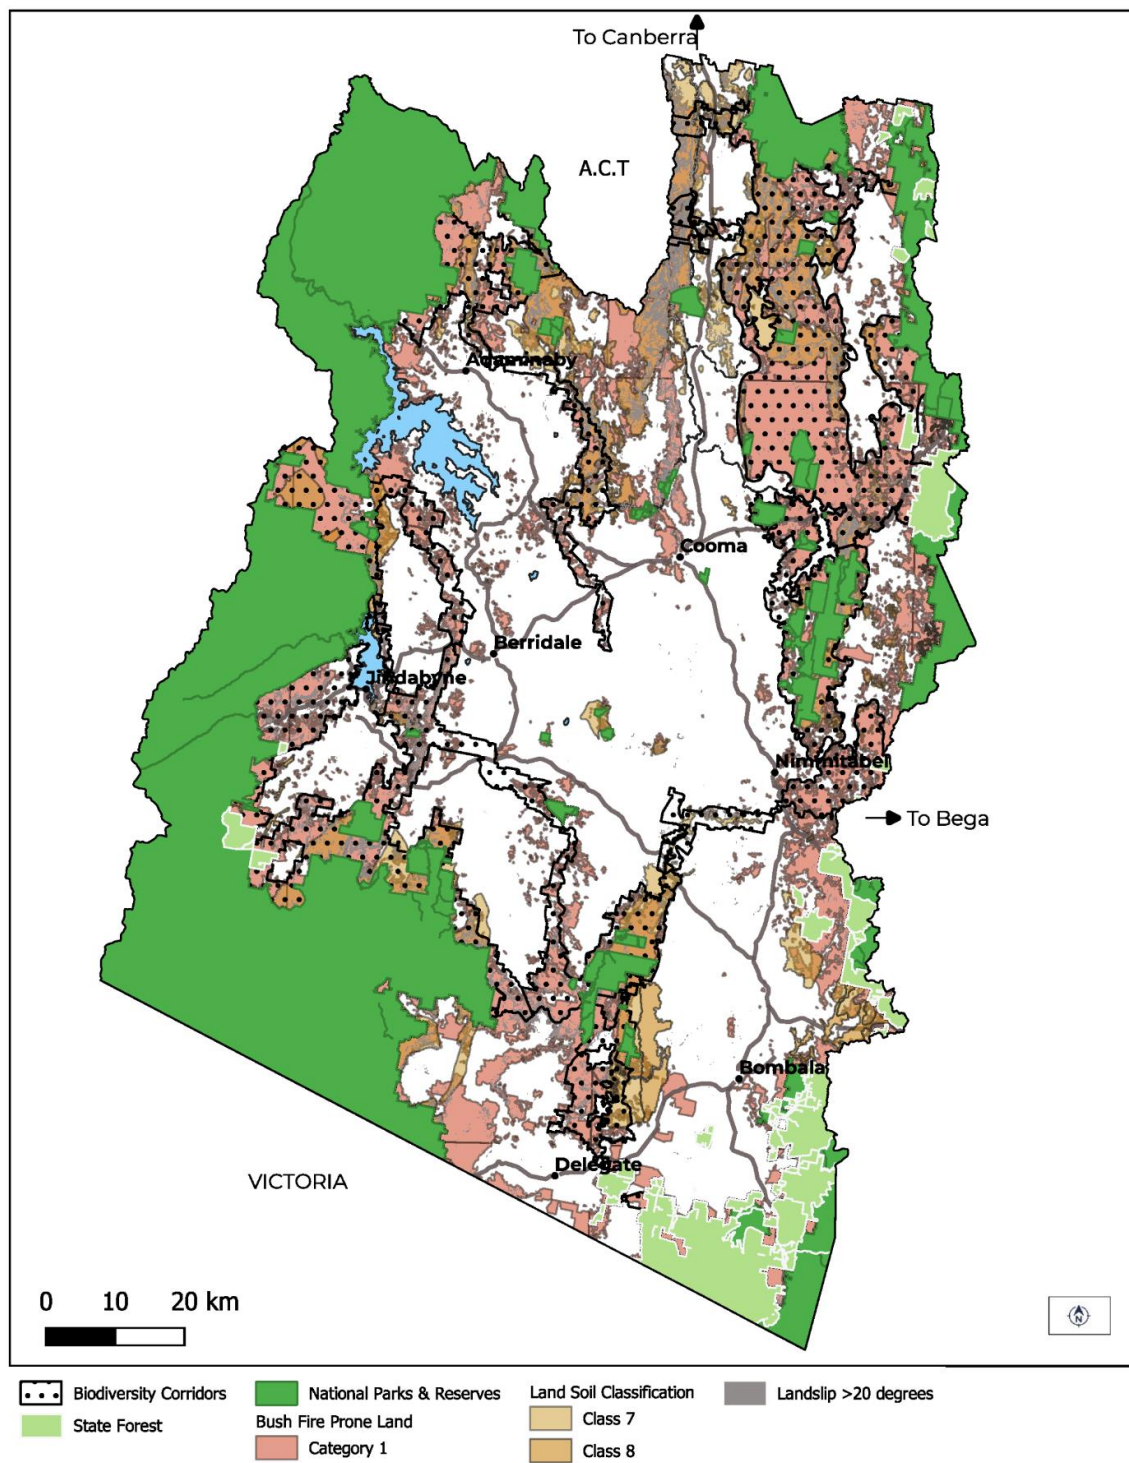 To Canberra
A.C.T
Adaminaby
Cooma
Berridale
Jindabyne
Nimmitabel
To Bega
Bombala
Delegate
VICTORIA
0 10 20 km
N
Biodiversity Corridors
National Parks & Reserves
Land Soil Classification
Landslip >20 degrees
State Forest
Bush Fire Prone Land
Class 7
Category 1
Class 8